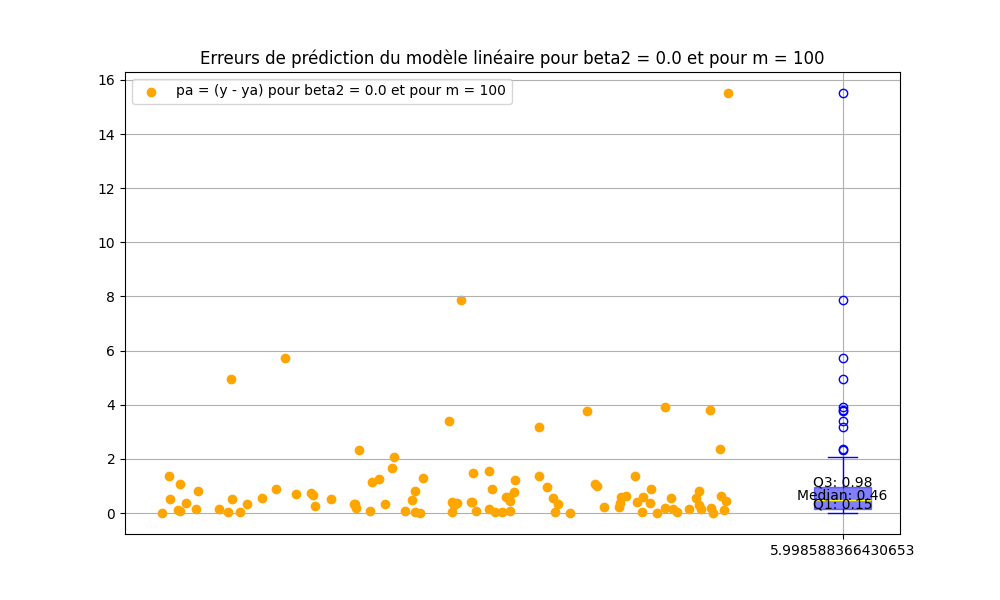 Erreurs de prédiction du modèle linéaire pour beta2 = 0.0 et pour m = 100
pa = (y - ya) pour beta2 = 0.0 et pour m = 100
16
14
12
10
8
6
4
2
0
Q3: 0.98
Median: 0.46
Q1: 0.15
5.998588366430653